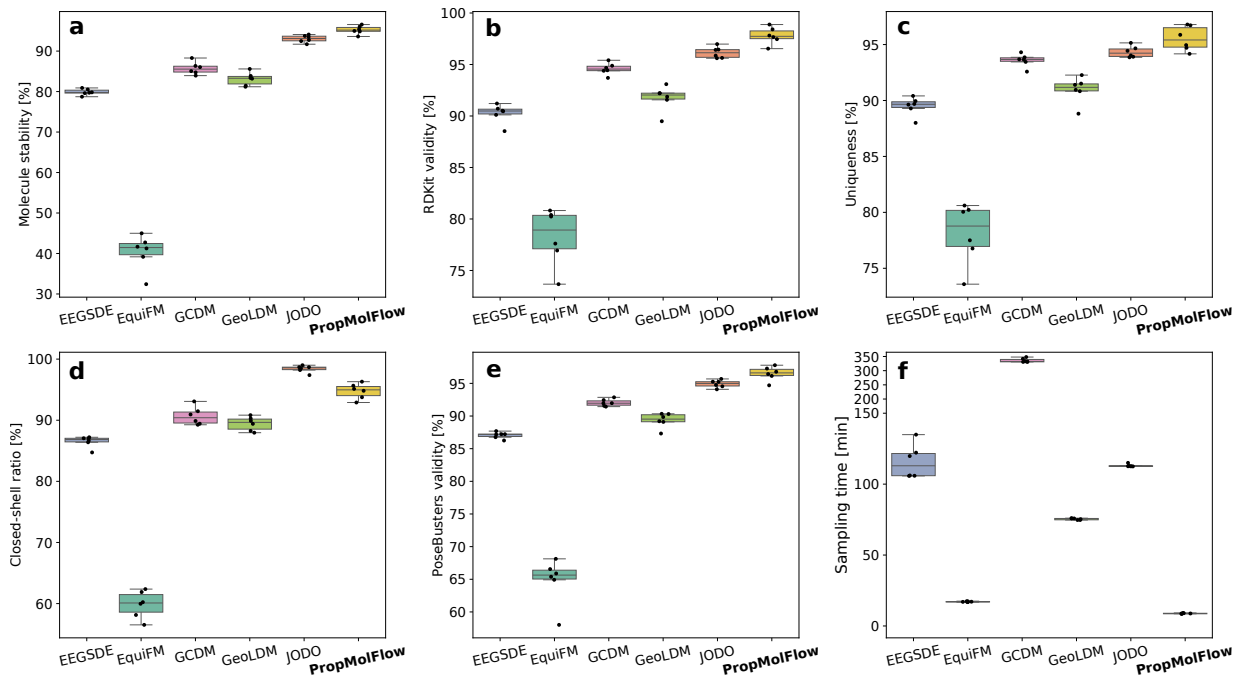 a
Molecule stability [%]
90
80
70
60
50
40
30
EEGSDE
EquiFM
GCDM
GeoLDM
JODO
PropMolFlow
b
RDKit validity [%]
100
95
90
85
80
75
EEGSDE
EquiFM
GCDM
GeoLDM
JODO
PropMolFlow
c
Uniqueness [%]
95
90
85
80
75
EEGSDE
EquiFM
GCDM
GeoLDM
JODO
PropMolFlow
d
Closed-shell ratio [%]
100
90
80
70
60
EEGSDE
EquiFM
GCDM
GeoLDM
JODO
PropMolFlow
e
PoseBusters validity [%]
95
90
85
80
75
70
65
60
EEGSDE
EquiFM
GCDM
GeoLDM
JODO
PropMolFlow
f
Sampling time [min]
350
300
250
200
150
100
50
0
EEGSDE
EquiFM
GCDM
GeoLDM
JODO
PropMolFlow